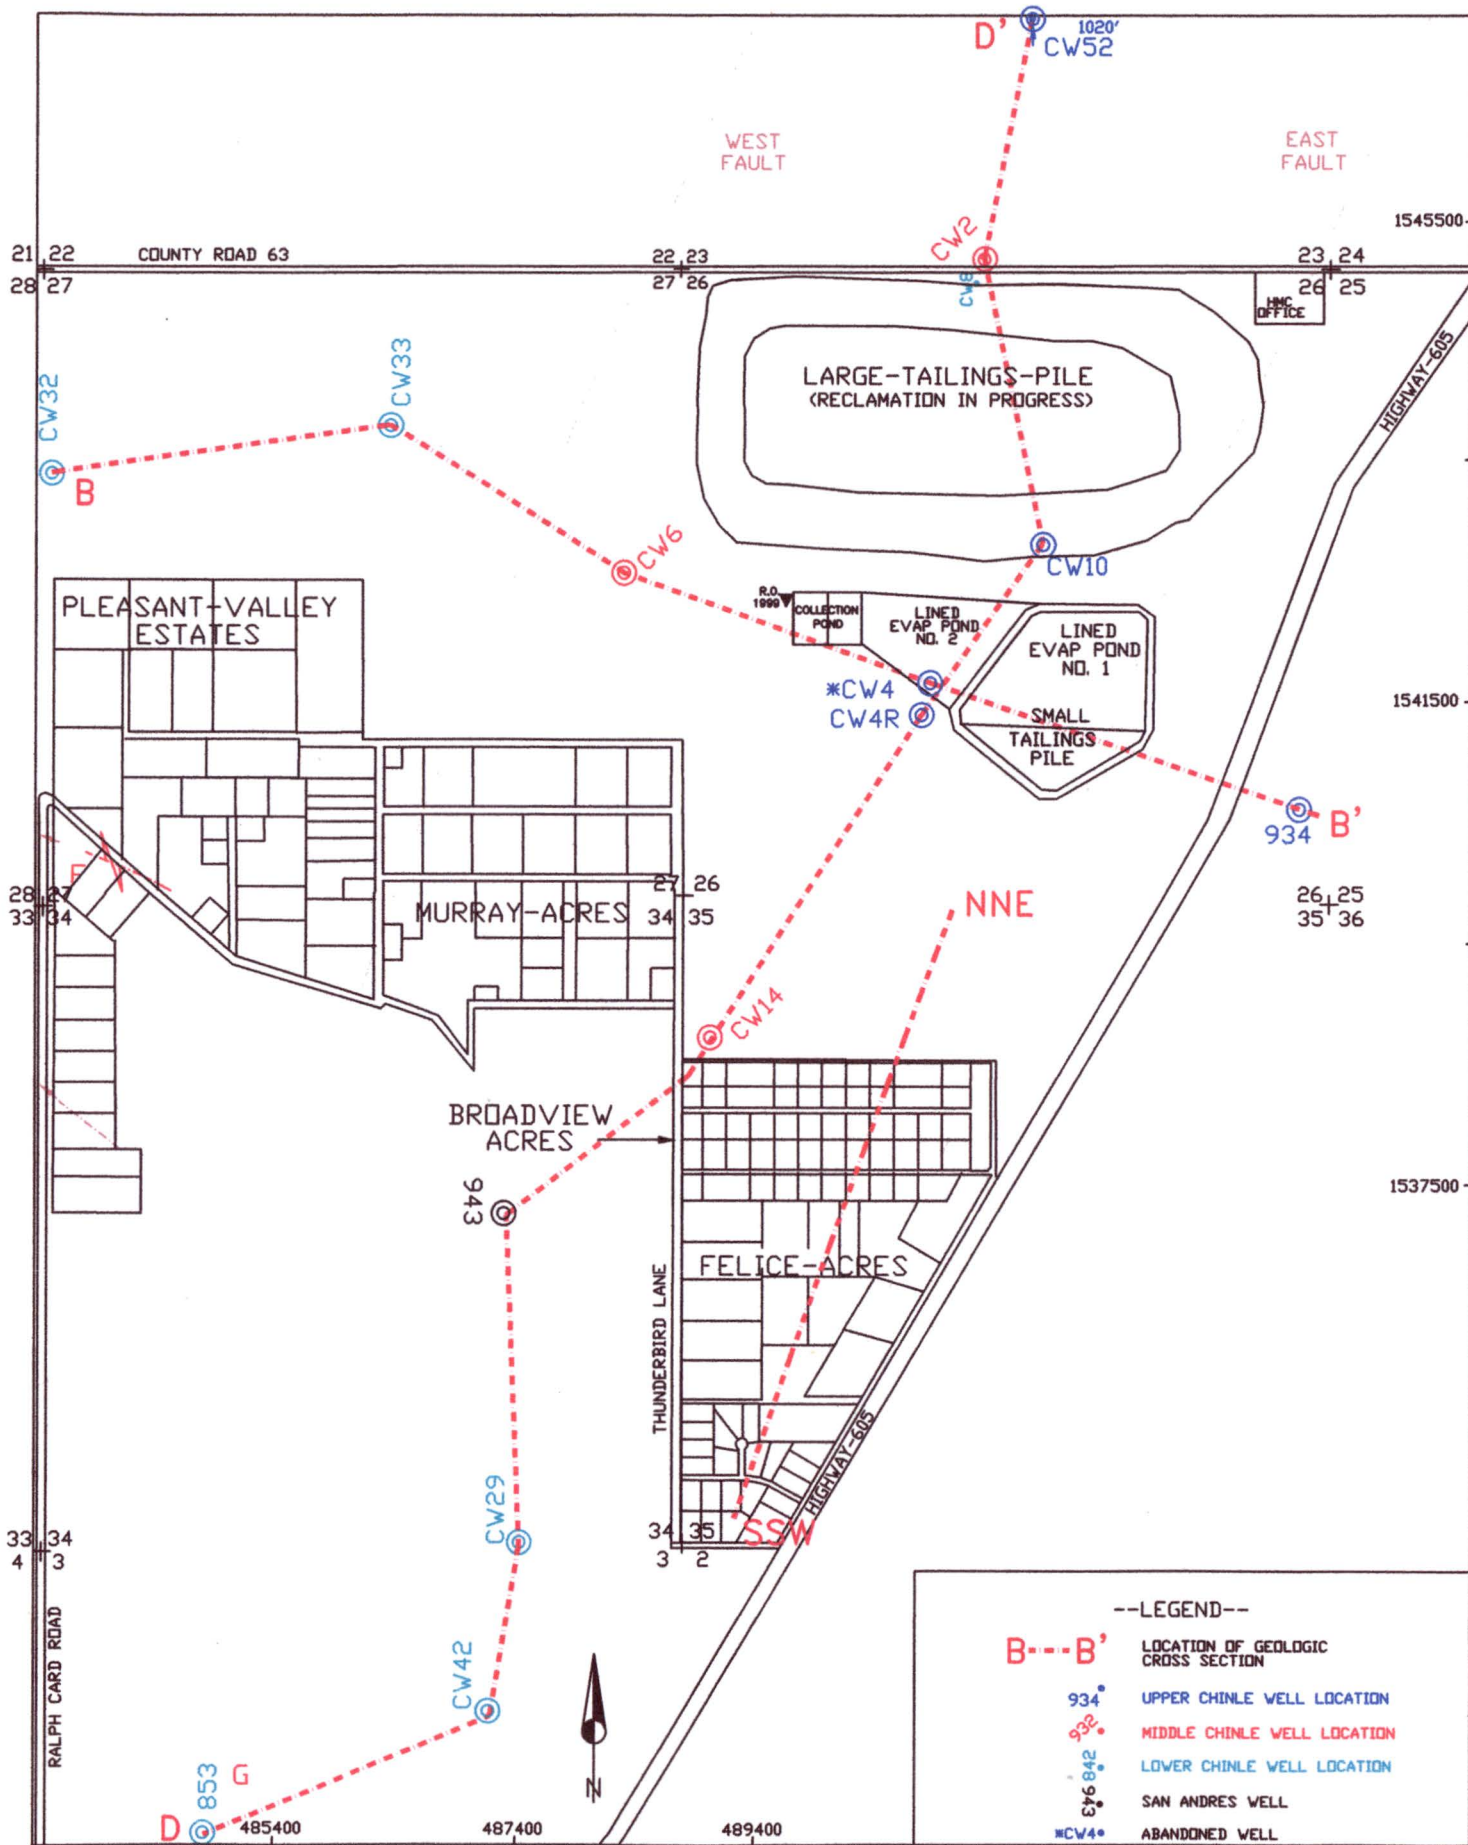 D'
1020'
CW52
WEST
FAULT
EAST
FAULT
1545500
21 22
COUNTY ROAD 63
22 23
CW2
23 24
28 27
27 26
CW8
26 25
HMC
OFFICE
HIGHWAY-605
CW32
CW33
LARGE-TAILINGS-PILE
(RECLAMATION IN PROGRESS)
B
CW6
CW10
PLEASANT-VALLEY
ESTATES
R.O.
1999
COLLECTION
POND
LINED
EVAP POND
NO. 2
LINED
EVAP POND
NO. 1
*CW4
CW4R
1541500
SMALL
TAILINGS
PILE
934
B'
F
28 27
33 34
27 26
34 35
MURRAY-ACRES
NNE
26 25
35 36
CW14
BROADVIEW
ACRES
943
1537500
THUNDERBIRD LANE
FELICE-ACRES
HIGHWAY-605
CW29
SSW
33 34
4 3
34 35
3 2
RALPH CARD ROAD
CW42
--LEGEND--
B B' LOCATION OF GEOLOGIC
CROSS SECTION
934 UPPER CHINLE WELL LOCATION
932 MIDDLE CHINLE WELL LOCATION
842 LOWER CHINLE WELL LOCATION
943 SAN ANDRES WELL
*CW4 ABANDONED WELL
N
G
853
D
485400
487400
489400